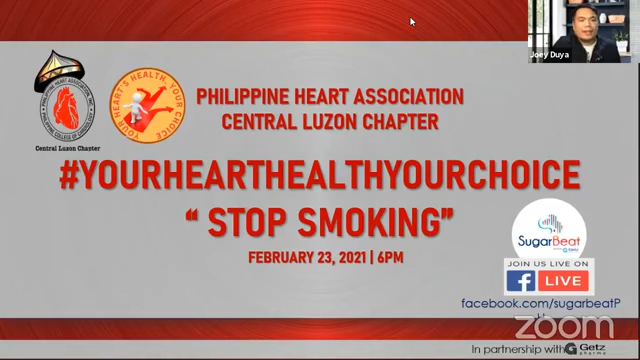 Joey Duya
PHILIPPINE HEART ASSOCIATION
CENTRAL LUZON CHAPTER
Central Luzon Chapter
YOUR HEART'S HEALTH, YOUR CHOICE
#YOURHEARTHEALTHYOURCHOICE
“ STOP SMOKING”
FEBRUARY 23, 2021 | 6PM
SugarBeat
JOIN US LIVE ON
f LIVE
facebook.com/sugarbeatP
zoom
In partnership with Getz
pharma